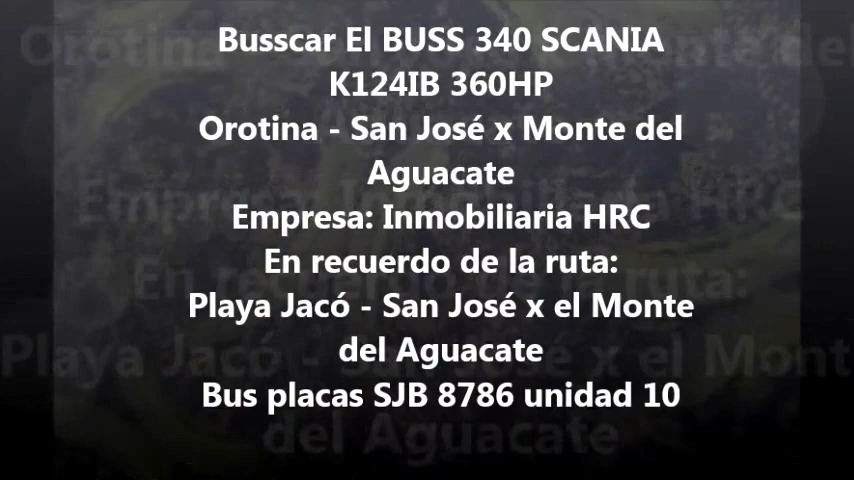 Busscar El BUSS 340 SCANIA
K124IB 360HP
Orotina - San José x Monte del
Aguacate
Empresa: Inmobiliaria HRC
En recuerdo de la ruta:
Playa Jacó - San José x el Monte
del Aguacate
Bus placas SJB 8786 unidad 10